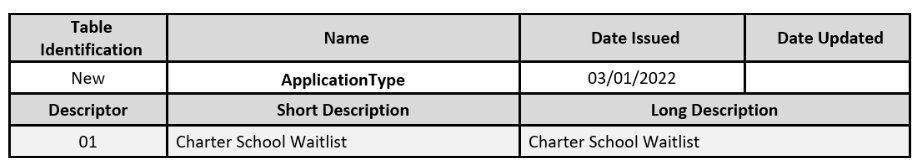 Table Identification Name Date Issued Date Updated
New ApplicationType 03/01/2022
Descriptor Short Description Long Description
01 Charter School Waitlist Charter School Waitlist